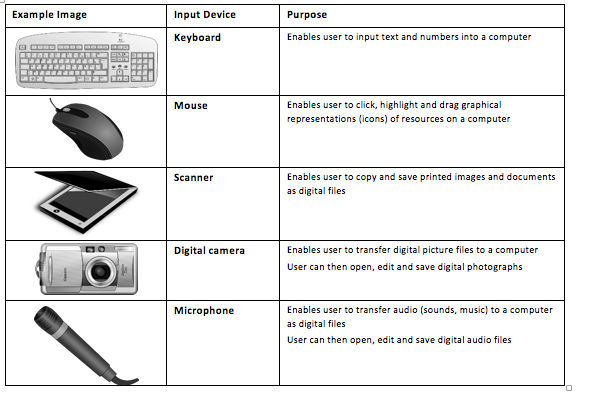 Example Image
Input Device
Purpose
Keyboard
Enables user to input text and numbers into a computer
Mouse
Enables user to click, highlight and drag graphical
representations (icons) of resources on a computer
Scanner
Enables user to copy and save printed images and documents
as digital files
Digital camera
Enables user to transfer digital picture files to a computer
User can then open, edit and save digital photographs
Microphone
Enables user to transfer audio (sounds, music) to a computer
as digital files
User can then open, edit and save digital audio files